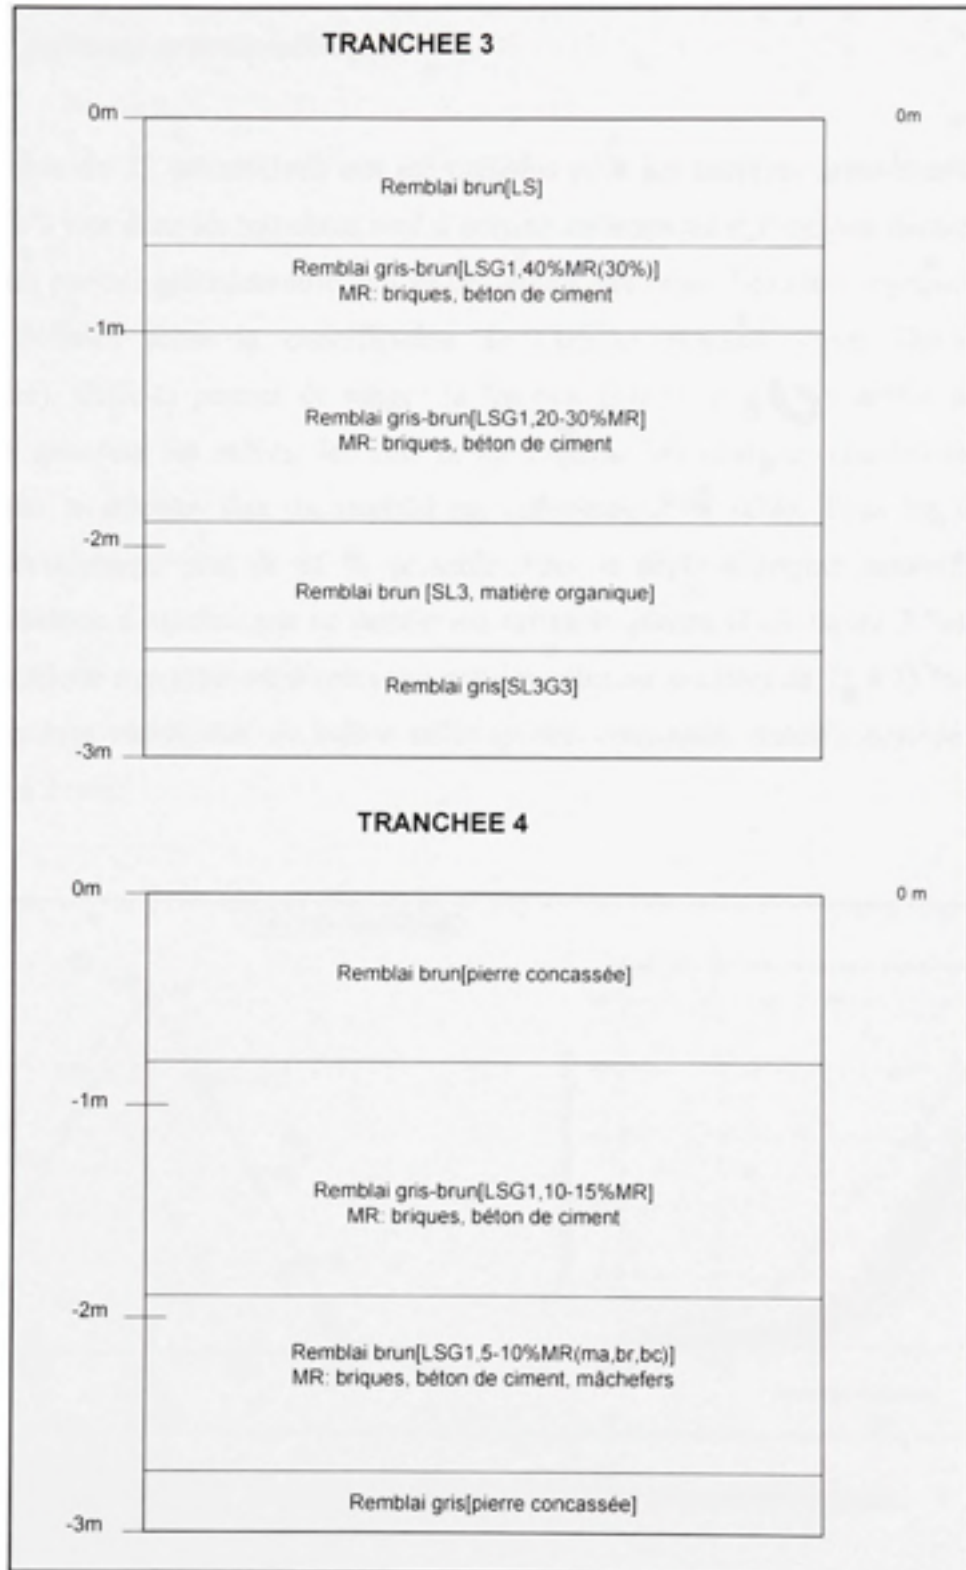 TRANCHEE 3
0m
0m
Remblai brun[LS]
Remblai gris-brun[LSG1,40%MR(30%)]
MR: briques, béton de ciment
-1m
Remblai gris-brun[LSG1,20-30%MR]
MR: briques, béton de ciment
-2m
Remblai brun [SL3, matière organique]
Remblai gris[SL3G3]
-3m
TRANCHEE 4
0m
0 m
Remblai brun[pierre concassée]
-1m
Remblai gris-brun[LSG1,10-15%MR]
MR: briques, béton de ciment
-2m
Remblai brun[LSG1,5-10%MR(ma,br,bc)]
MR: briques, béton de ciment, mâchefers
Remblai gris[pierre concassée]
-3m